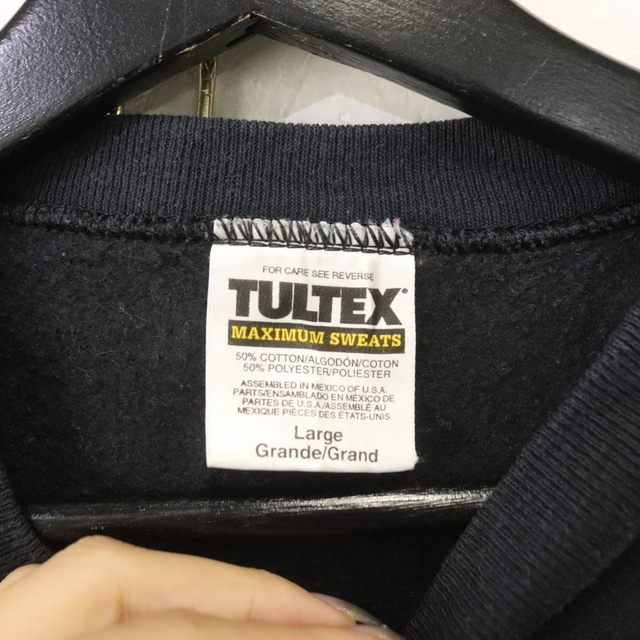 FOR CARE SEE REVERSE
TULTEX®
MAXIMUM SWEATS
50% COTTON/ALGODÓN/COTON
50% POLYESTER/POLIESTER
ASSEMBLED IN MEXICO OF U.S.A.
PARTS/ENSAMBLADO EN MÉXICO DE
PARTES DE U.S.A/ASSEMBLÉ AU
MEXIQUE PIÈCES DES ÉTATS-UNIS
Large
Grande/Grand